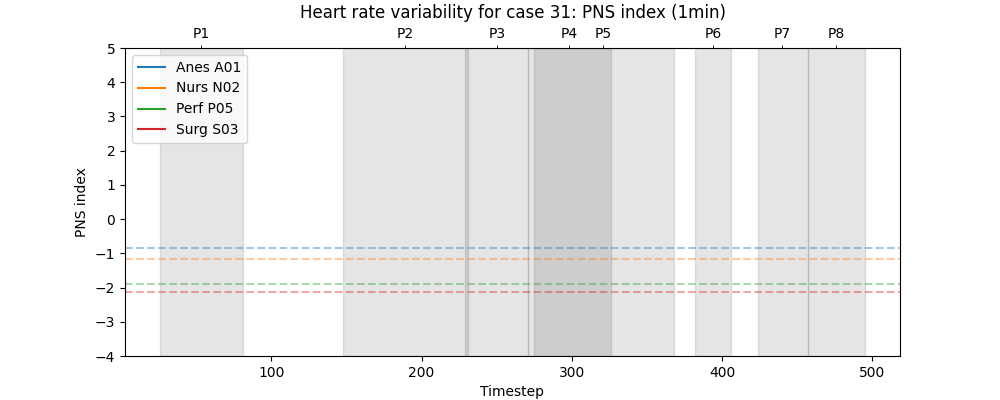 Heart rate variability for case 31: PNS index (1min)
P1 P2 P3 P4 P5 P6 P7 P8
Anes A01
Nurs N02
Perf P05
Surg S03
PNS index
5
4
3
2
1
0
−1
−2
−3
−4
100 200 300 400 500
Timestep